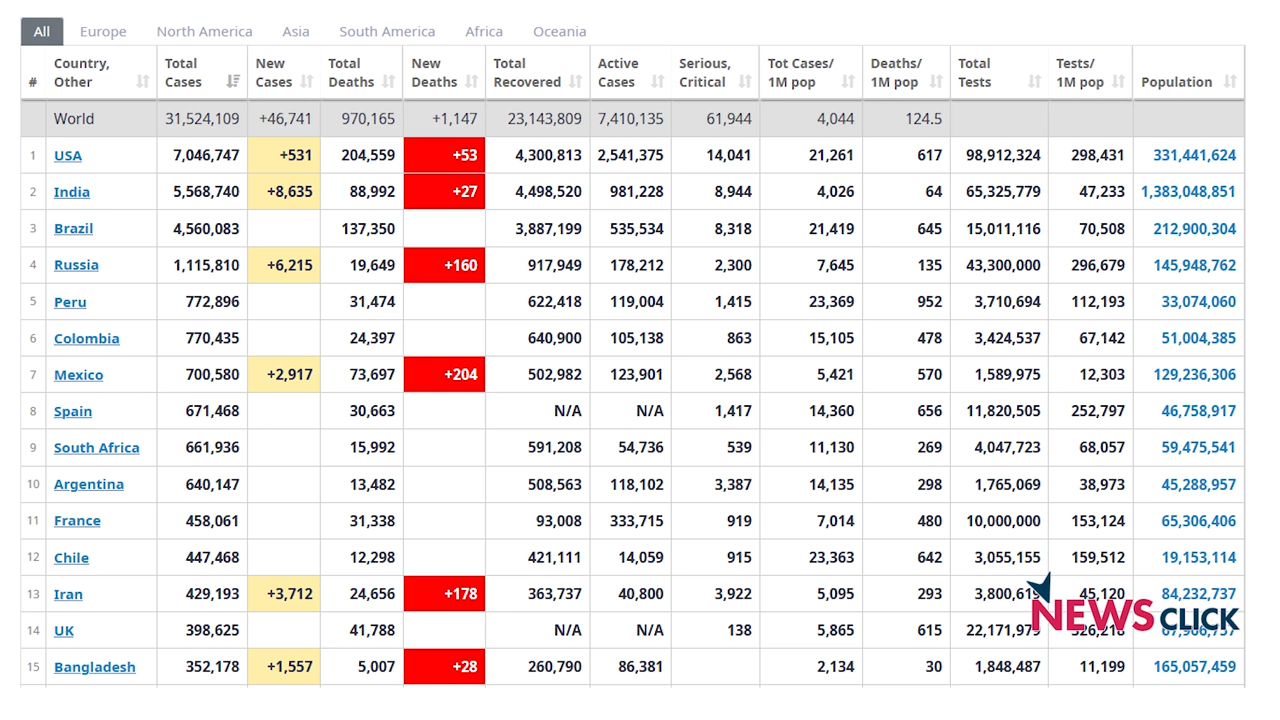 All Europe North America Asia South America Africa Oceania
# Country, Other Total Cases New Cases Total Deaths New Deaths Total Recovered Active Cases Serious, Critical Tot Cases/ 1M pop Deaths/ 1M pop Total Tests Tests/ 1M pop Population
World 31,524,109 +46,741 970,165 +1,147 23,143,809 7,410,135 61,944 4,044 124.5
1 USA 7,046,747 +531 204,559 +53 4,300,813 2,541,375 14,041 21,261 617 98,912,324 298,431 331,441,624
2 India 5,568,740 +8,635 88,992 +27 4,498,520 981,228 8,944 4,026 64 65,325,779 47,233 1,383,048,851
3 Brazil 4,560,083 137,350 3,887,199 535,534 8,318 21,419 645 15,011,116 70,508 212,900,304
4 Russia 1,115,810 +6,215 19,649 +160 917,949 178,212 2,300 7,645 135 43,300,000 296,679 145,948,762
5 Peru 772,896 31,474 622,418 119,004 1,415 23,369 952 3,710,694 112,193 33,074,060
6 Colombia 770,435 24,397 640,900 105,138 863 15,105 478 3,424,537 67,142 51,004,385
7 Mexico 700,580 +2,917 73,697 +204 502,982 123,901 2,568 5,421 570 1,589,975 12,303 129,236,306
8 Spain 671,468 30,663 N/A N/A 1,417 14,360 656 11,820,505 252,797 46,758,917
9 South Africa 661,936 15,992 591,208 54,736 539 11,130 269 4,047,723 68,057 59,475,541
10 Argentina 640,147 13,482 508,563 118,102 3,387 14,135 298 1,765,069 38,973 45,288,957
11 France 458,061 31,338 93,008 333,715 919 7,014 480 10,000,000 153,124 65,306,406
12 Chile 447,468 12,298 421,111 14,059 915 23,363 642 3,055,155 159,512 19,153,114
13 Iran 429,193 +3,712 24,656 +178 363,737 40,800 3,922 5,095 293 45,120 84,232,737
14 UK 398,625 41,788 N/A N/A 138 5,865 615
NEWSCLICK
15 Bangladesh 352,178 +1,557 5,007 +28 260,790 86,381 2,134 30 1,848,487 11,199 165,057,459